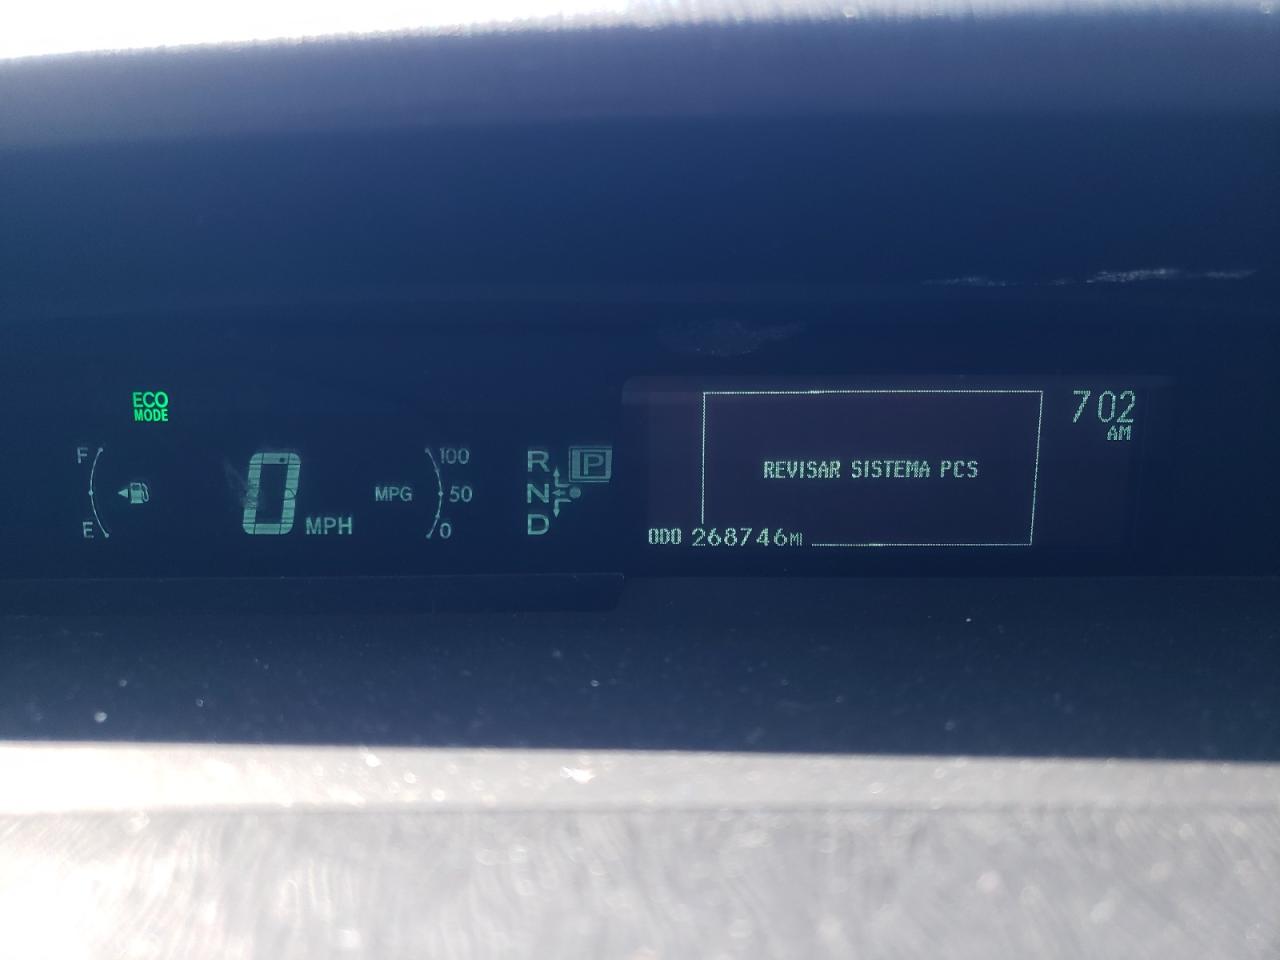 ECO
MODE
F
E
0 MPH
MPG
100
50
0
R P
N
D
REVISAR SISTEMA PCS
ODO 268746MI
7 02
AM